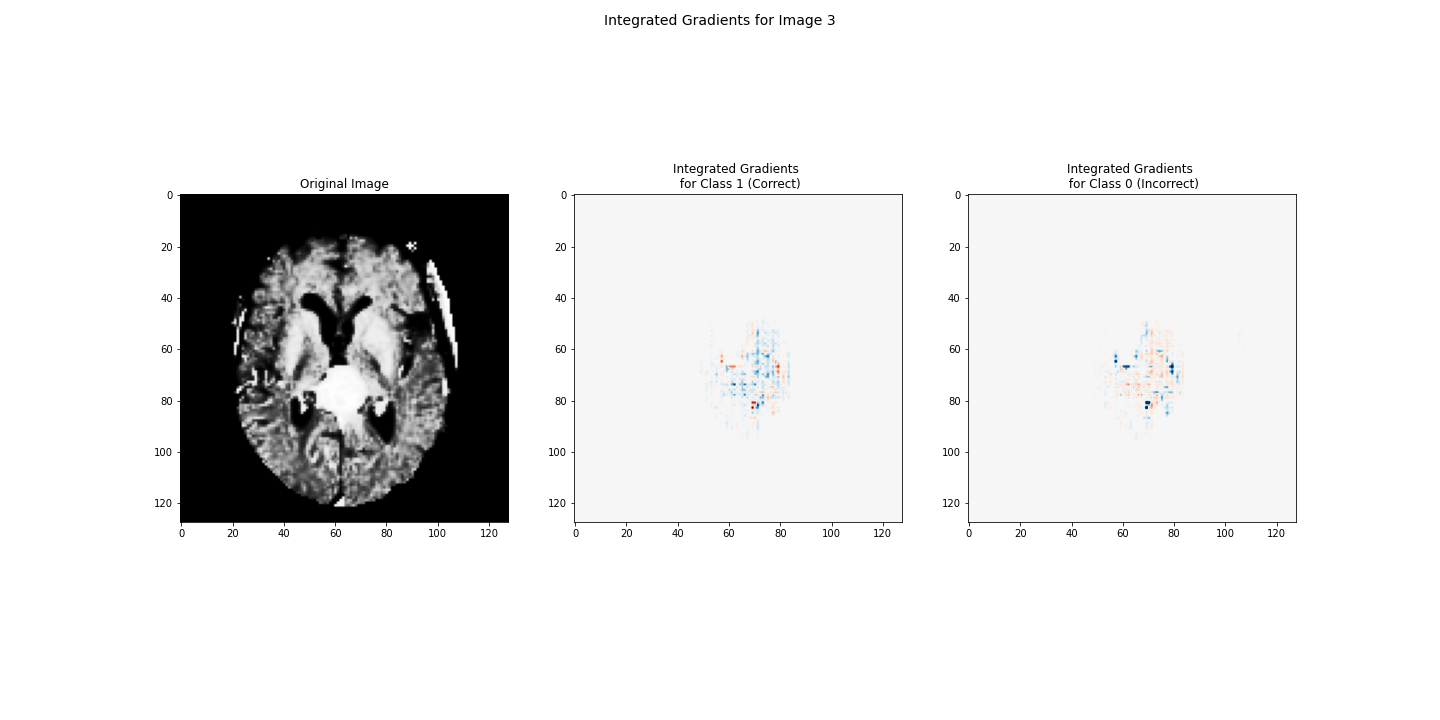 Integrated Gradients for Image 3
Original Image
Integrated Gradients
for Class 1 (Correct)
Integrated Gradients
for Class 0 (Incorrect)
0
20
40
60
80
100
120
0 20 40 60 80 100 120
0
20
40
60
80
100
120
0 20 40 60 80 100 120
0
20
40
60
80
100
120
0 20 40 60 80 100 120